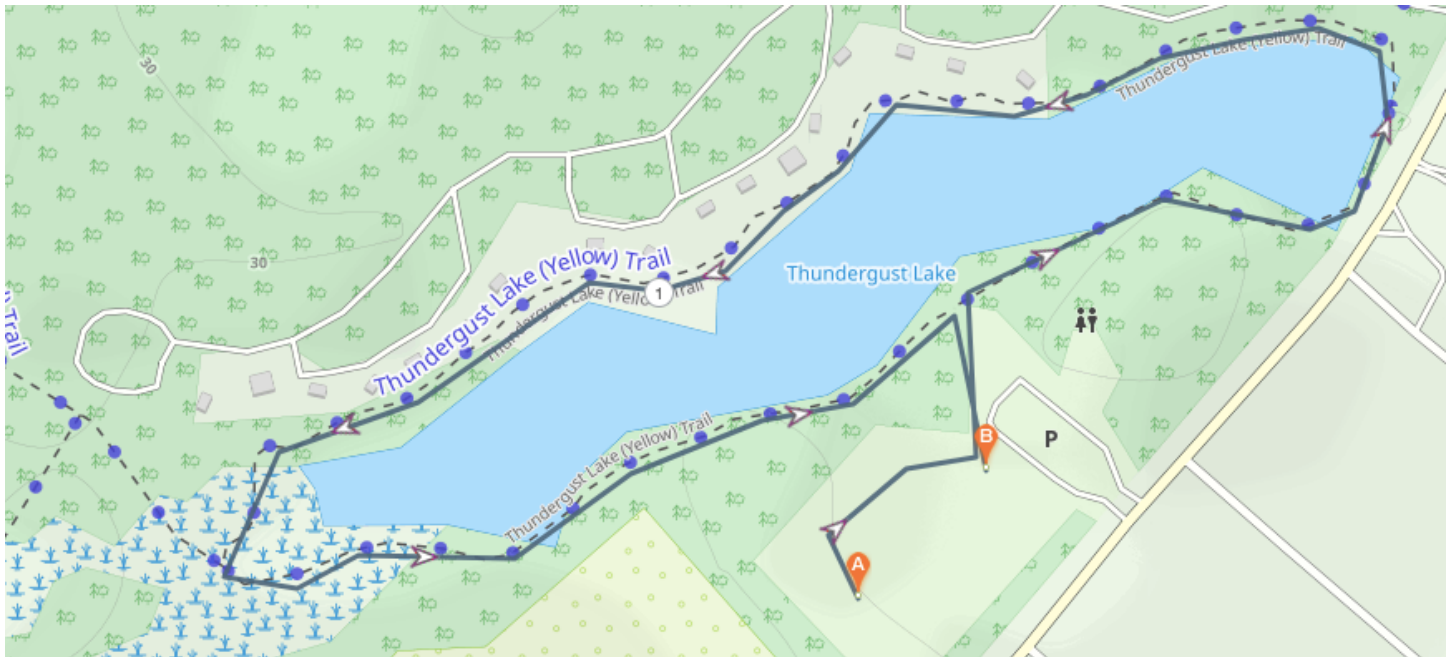 30
Thundergust Lake (Yellow) Trail
30
Thundergust Lake (Yellow) Trail
Thundergust Lake
1
Thundergust Lake (Yellow) Trail
) Trail
P
B
Thundergust Lake (Yellow) Trail
A